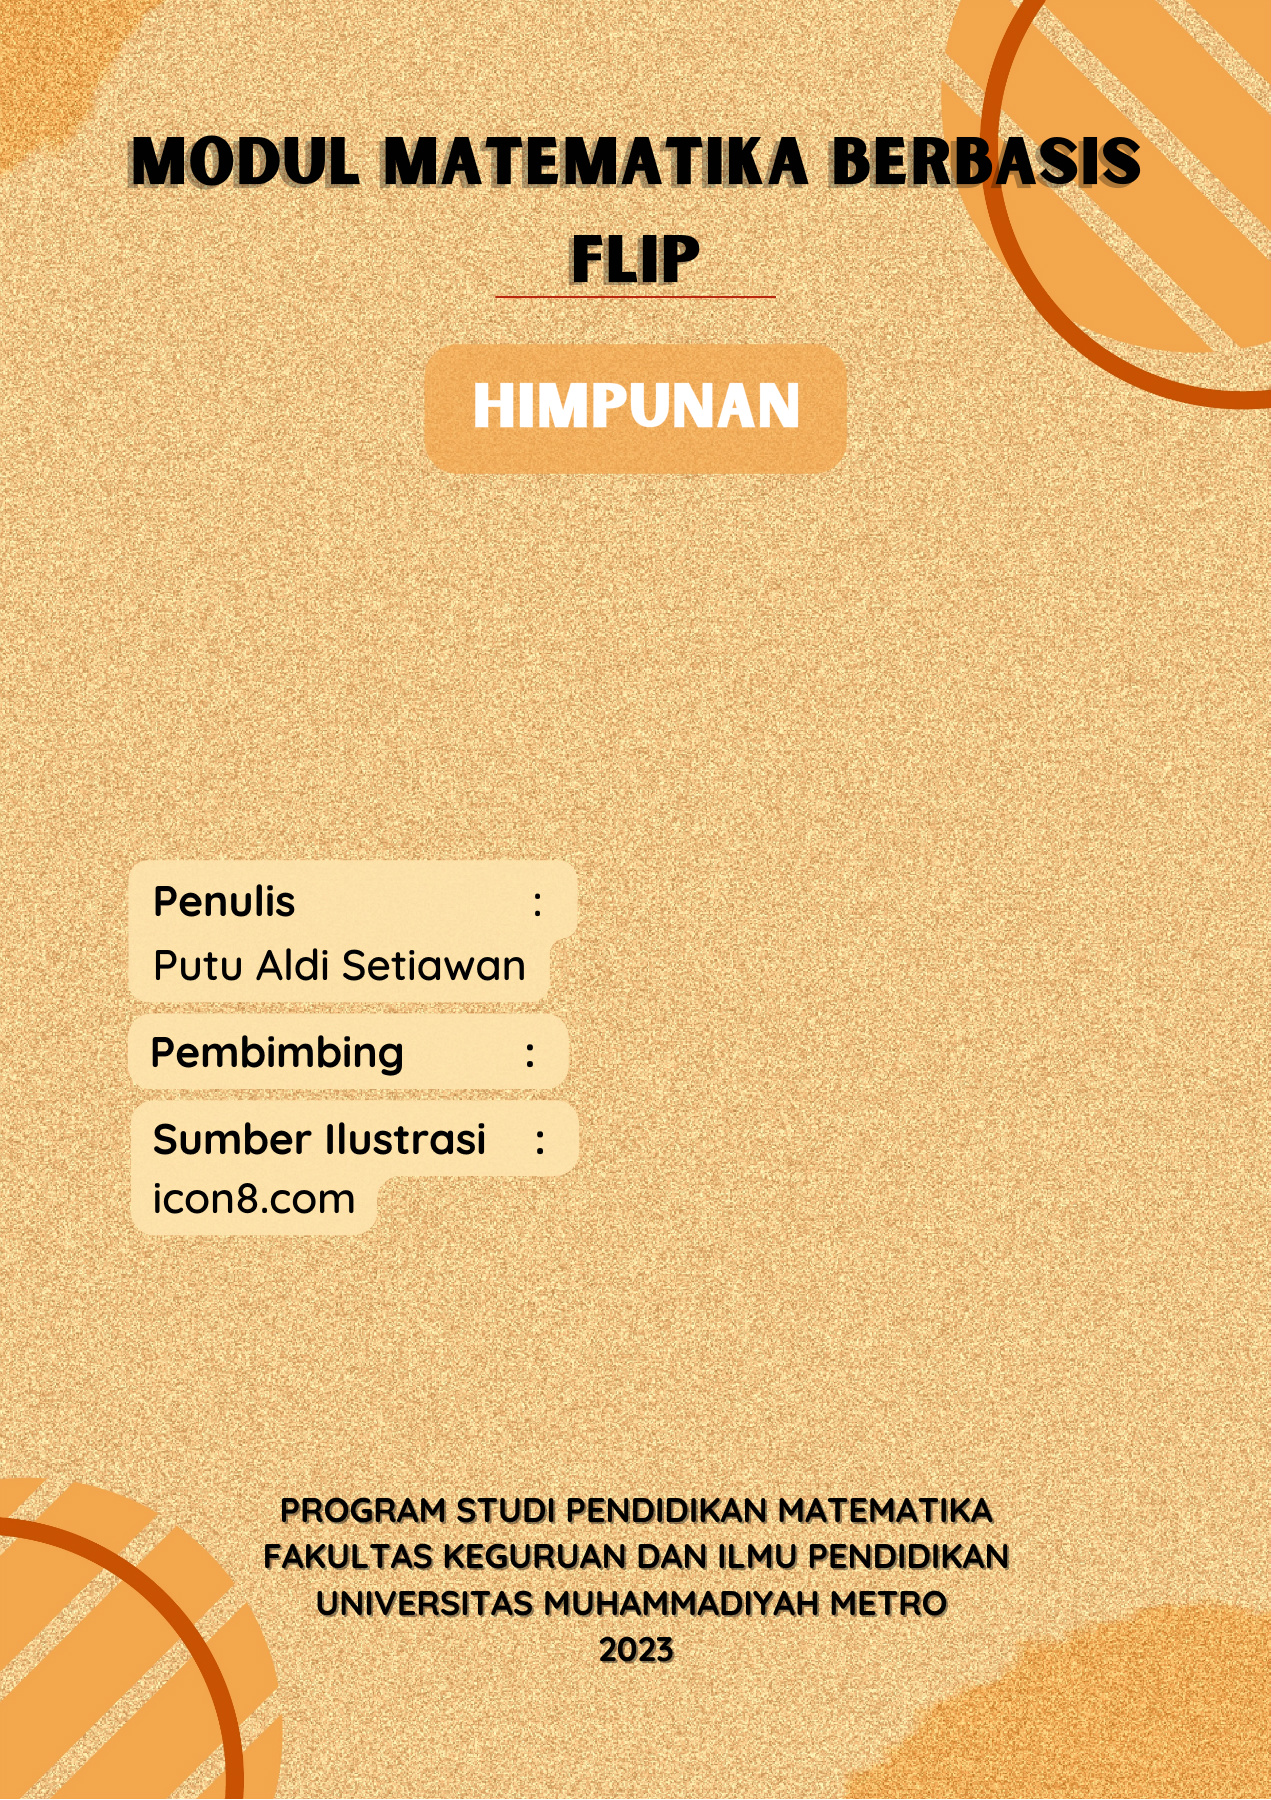 MODUL MATEMATIKA BERBASIS
FLIP
HIMPUNAN
Penulis :
Putu Aldi Setiawan
Pembimbing :
Sumber Ilustrasi :
icon8.com
PROGRAM STUDI PENDIDIKAN MATEMATIKA
FAKULTAS KEGURUAN DAN ILMU PENDIDIKAN
UNIVERSITAS MUHAMMADIYAH METRO
2023